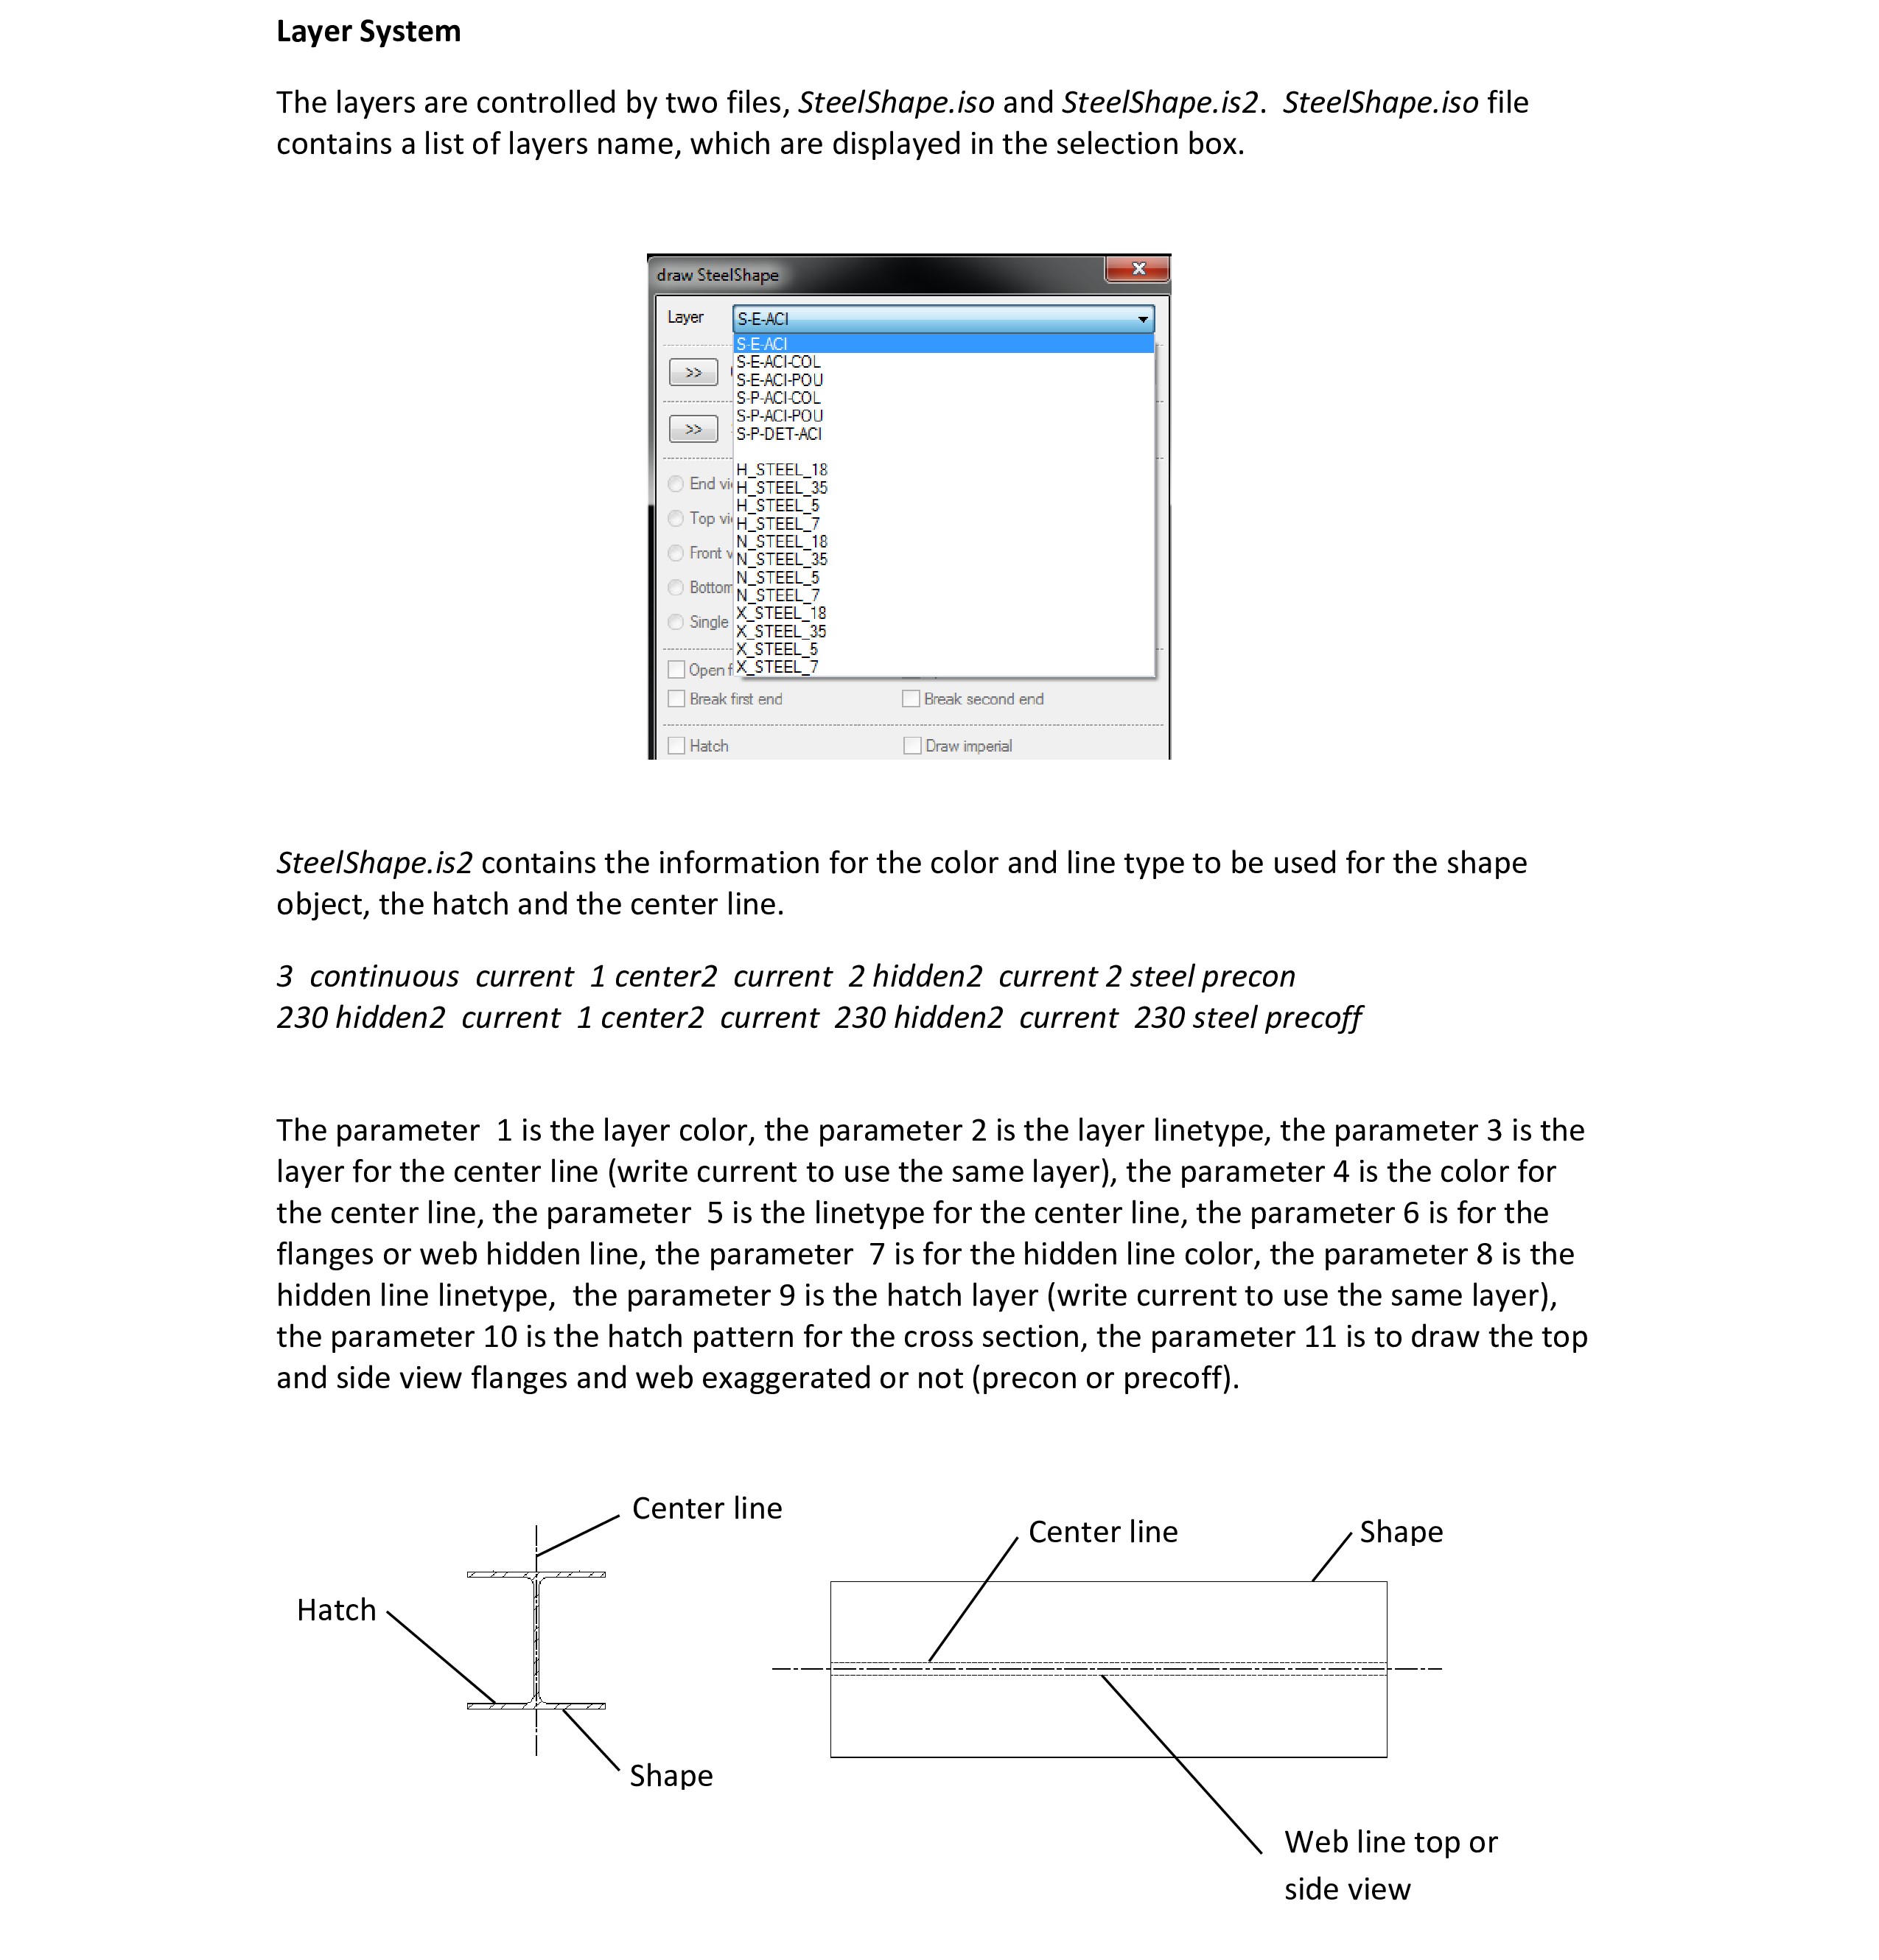 Layer System
The layers are controlled by two files, SteelShape.iso and SteelShape.is2.  SteelShape.iso file
contains a list of layers name, which are displayed in the selection box.
draw SteelShape
Layer
S-E-ACI
S-E-ACI
S-E-ACI-COL
>>
S-E-ACI-POU
S-P-ACI-COL
S-P-ACI-POU
>>
S-P-DET-ACI
H_STEEL_18
End vi
H_STEEL_35
H_STEEL_5
Top vi
H_STEEL_7
N_STEEL_18
Front v
N_STEEL_35
N_STEEL_5
Bottom
N_STEEL_7
X_STEEL_18
Single
X_STEEL_35
X_STEEL_5
Open f
X_STEEL_7
Break first end
Break second end
Hatch
Draw imperial
SteelShape.is2 contains the information for the color and line type to be used for the shape
object, the hatch and the center line.
3  continuous  current  1 center2  current  2 hidden2  current 2 steel precon
230 hidden2  current  1 center2  current  230 hidden2  current  230 steel precoff
The parameter  1 is the layer color, the parameter 2 is the layer linetype, the parameter 3 is the
layer for the center line (write current to use the same layer), the parameter 4 is the color for
the center line, the parameter  5 is the linetype for the center line, the parameter 6 is for the
flanges or web hidden line, the parameter  7 is for the hidden line color, the parameter 8 is the
hidden line linetype,  the parameter 9 is the hatch layer (write current to use the same layer),
the parameter 10 is the hatch pattern for the cross section, the parameter 11 is to draw the top
and side view flanges and web exaggerated or not (precon or precoff).
Center line
Center line
Shape
Hatch
Shape
Web line top or
side view